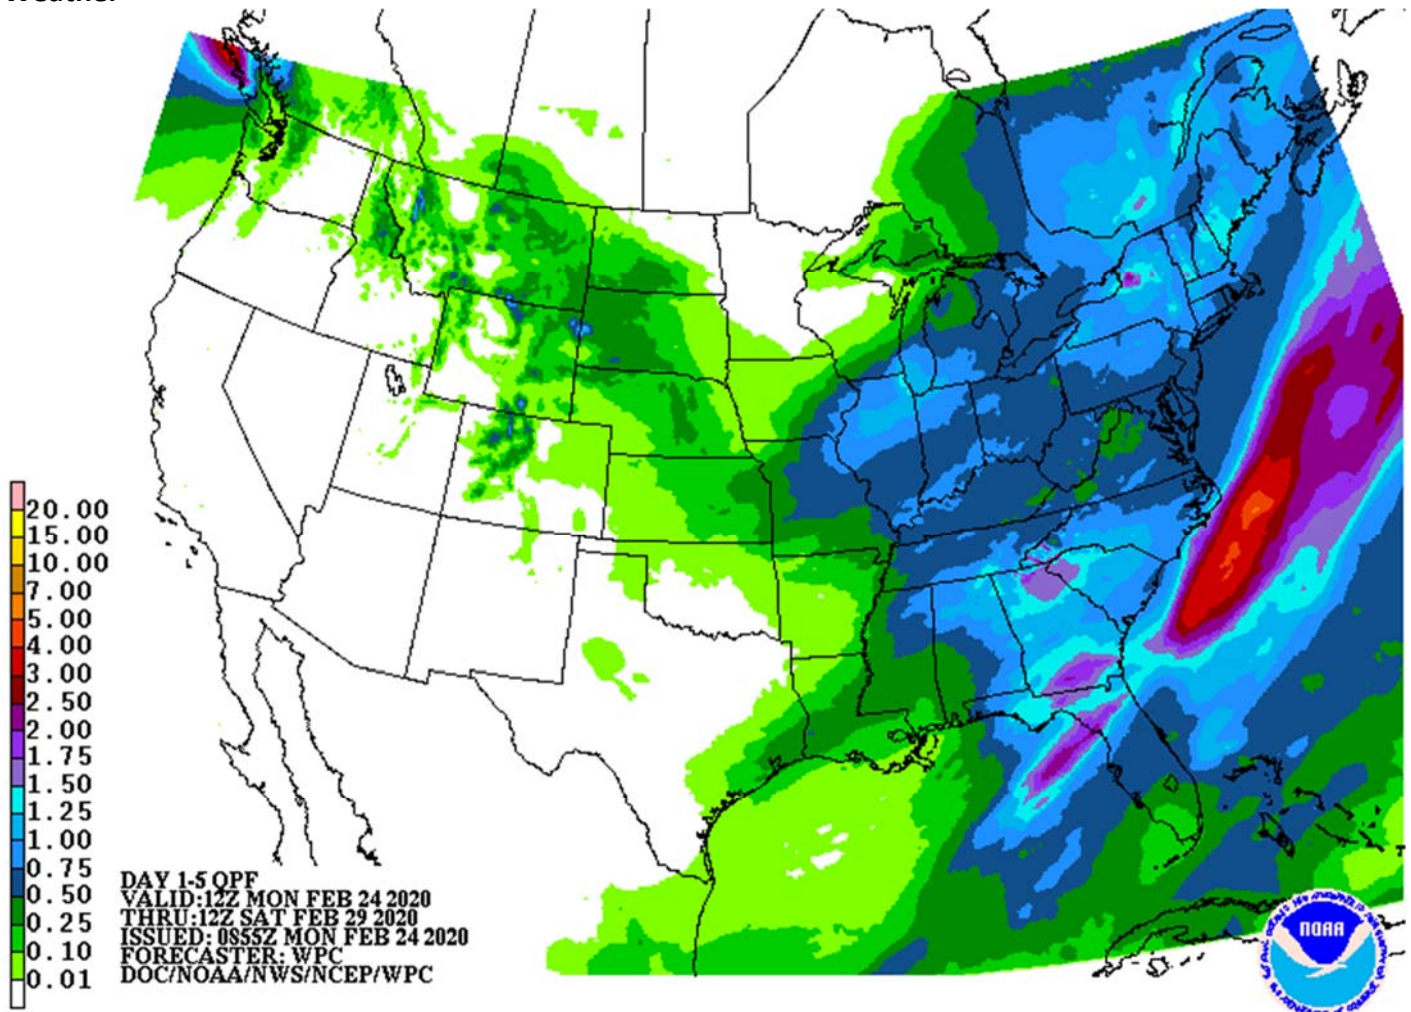 20.00
15.00
10.00
7.00
5.00
4.00
3.00
2.50
2.00
1.75
1.50
1.25
1.00
0.75
0.50
0.25
0.10
0.01
DAY 1-5 QPF
VALID:12Z MON FEB 24 2020
THRU:12Z SAT FEB 29 2020
ISSUED: 0855Z MON FEB 24 2020
FORECASTER: WPC
DOC/NOAA/NWS/NCEP/WPC
NOAA